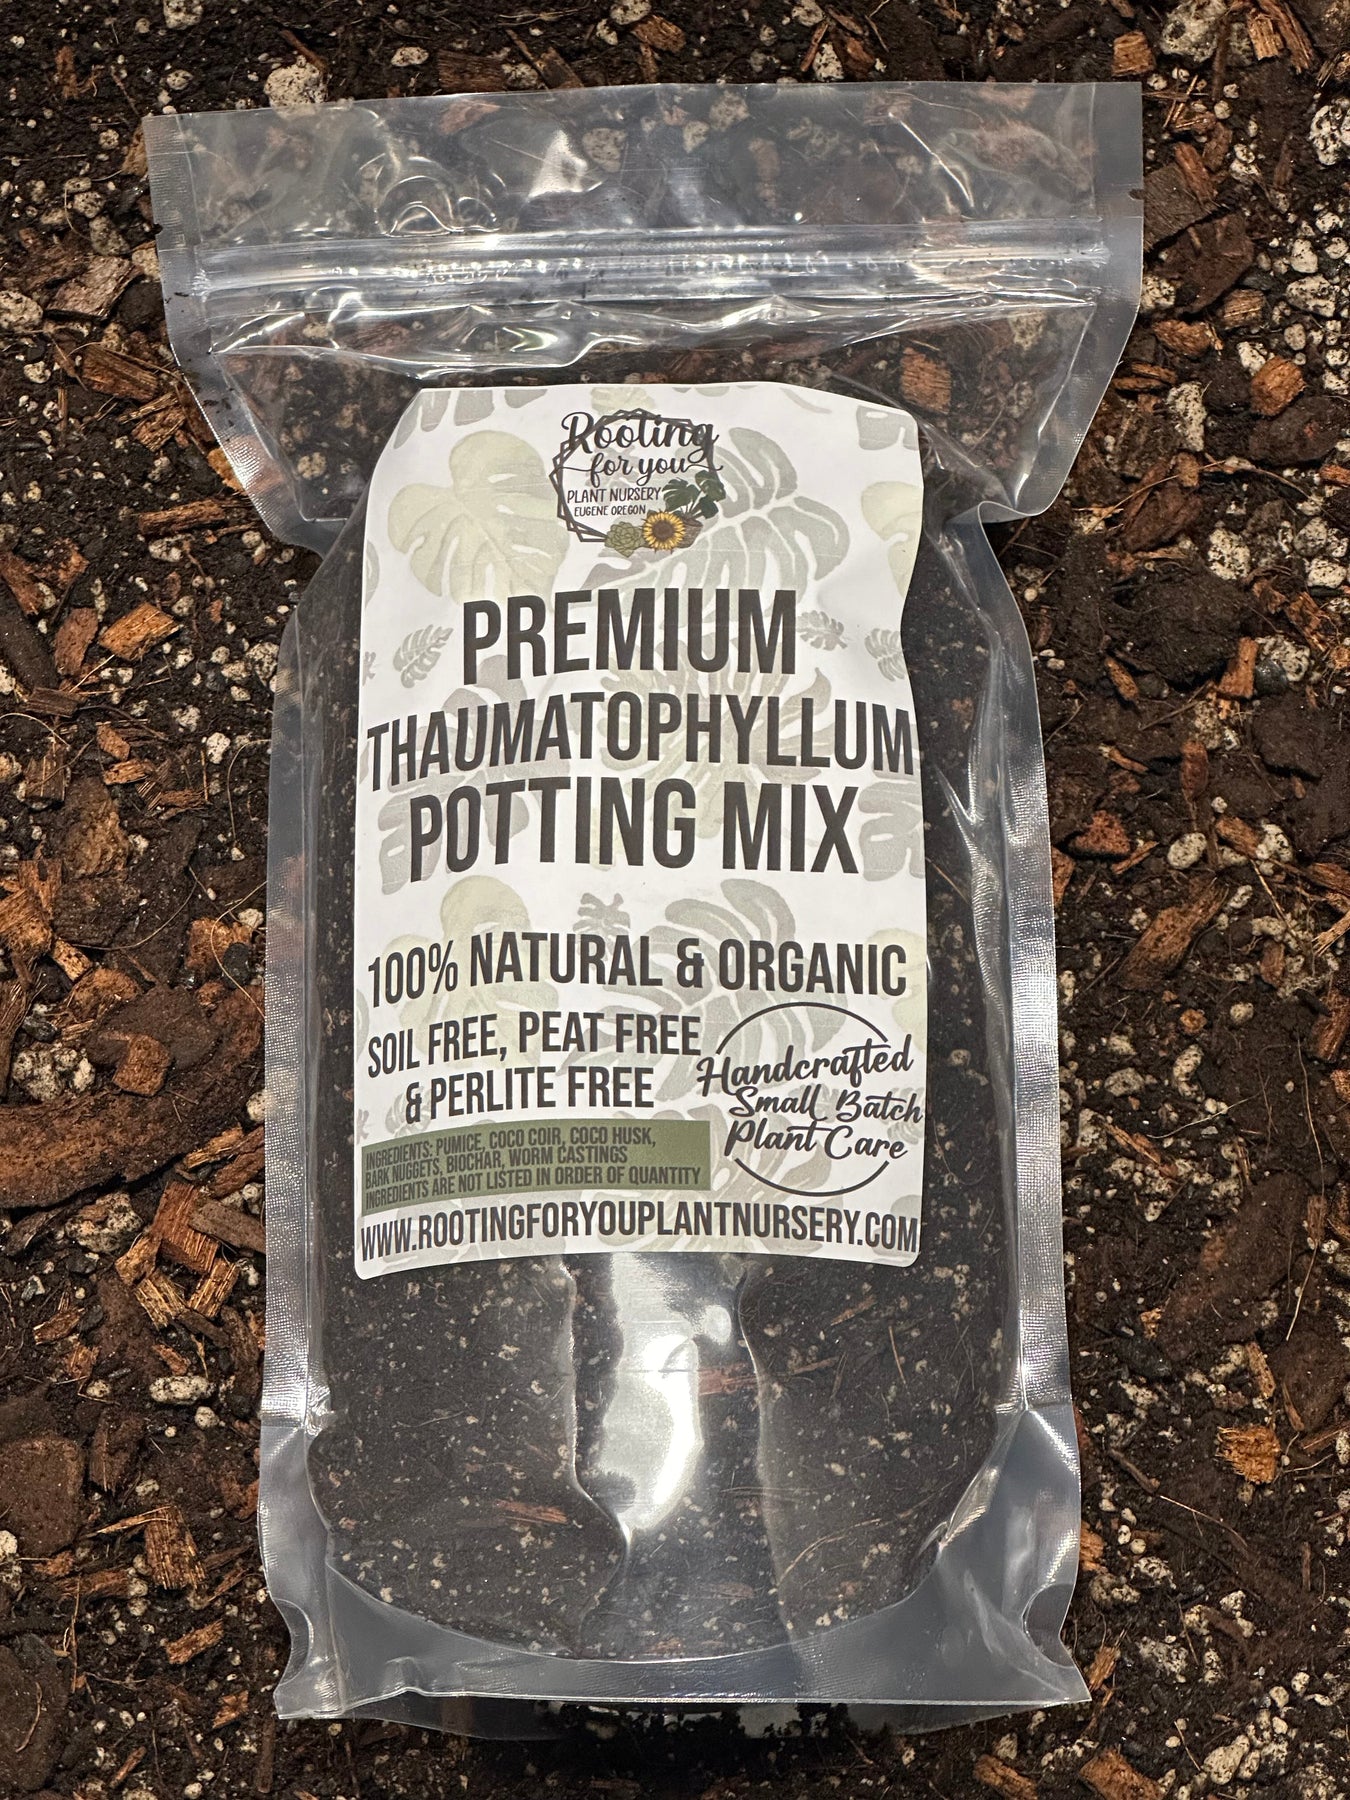 Rooting
for you
PLANT NURSERY
EUGENE OREGON
PREMIUM
THAUMATOPHYLLUM
POTTING MIX
100% NATURAL & ORGANIC
SOIL FREE, PEAT FREE
& PERLITE FREE
Handcrafted
Small Batch
Plant Care
INGREDIENTS: PUMICE, COCO COIR, COCO HUSK,
BARK NUGGETS, BIOCHAR, WORM CASTINGS
INGREDIENTS ARE NOT LISTED IN ORDER OF QUANTITY
WWW.ROOTINGFORYOUPLANTNURSERY.COM